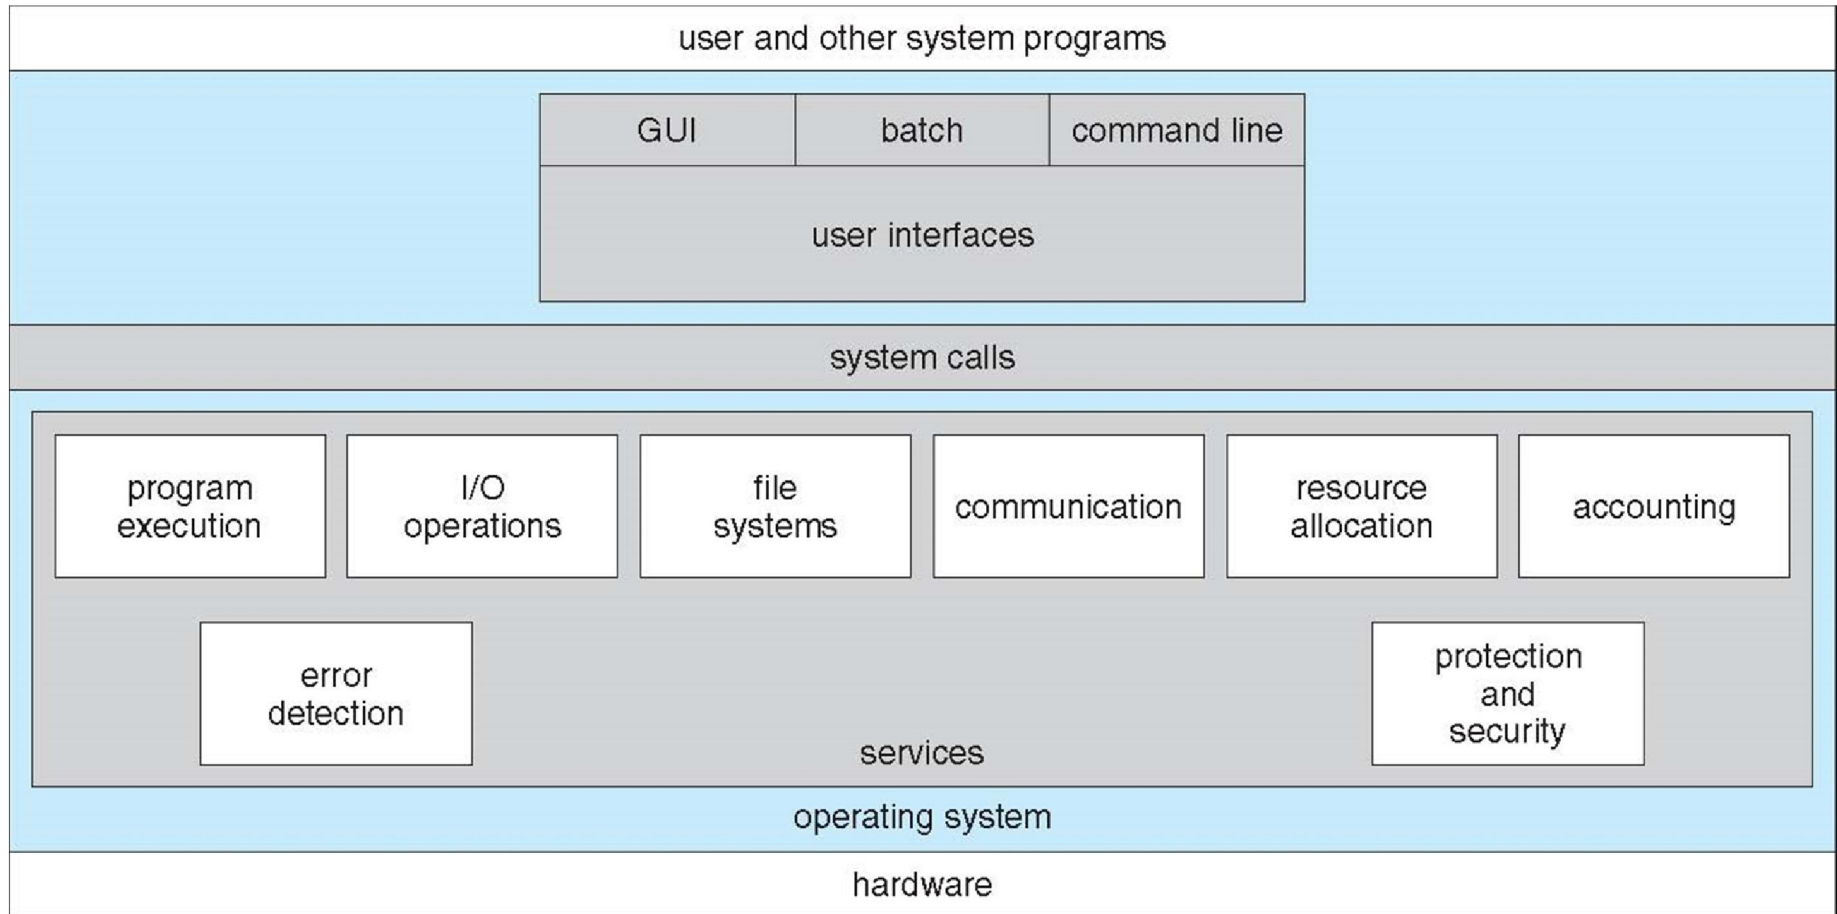 user and other system programs
GUI
batch
command line
user interfaces
system calls
program
execution
I/O
operations
file
systems
communication
resource
allocation
accounting
error
detection
protection
and
security
services
operating system
hardware